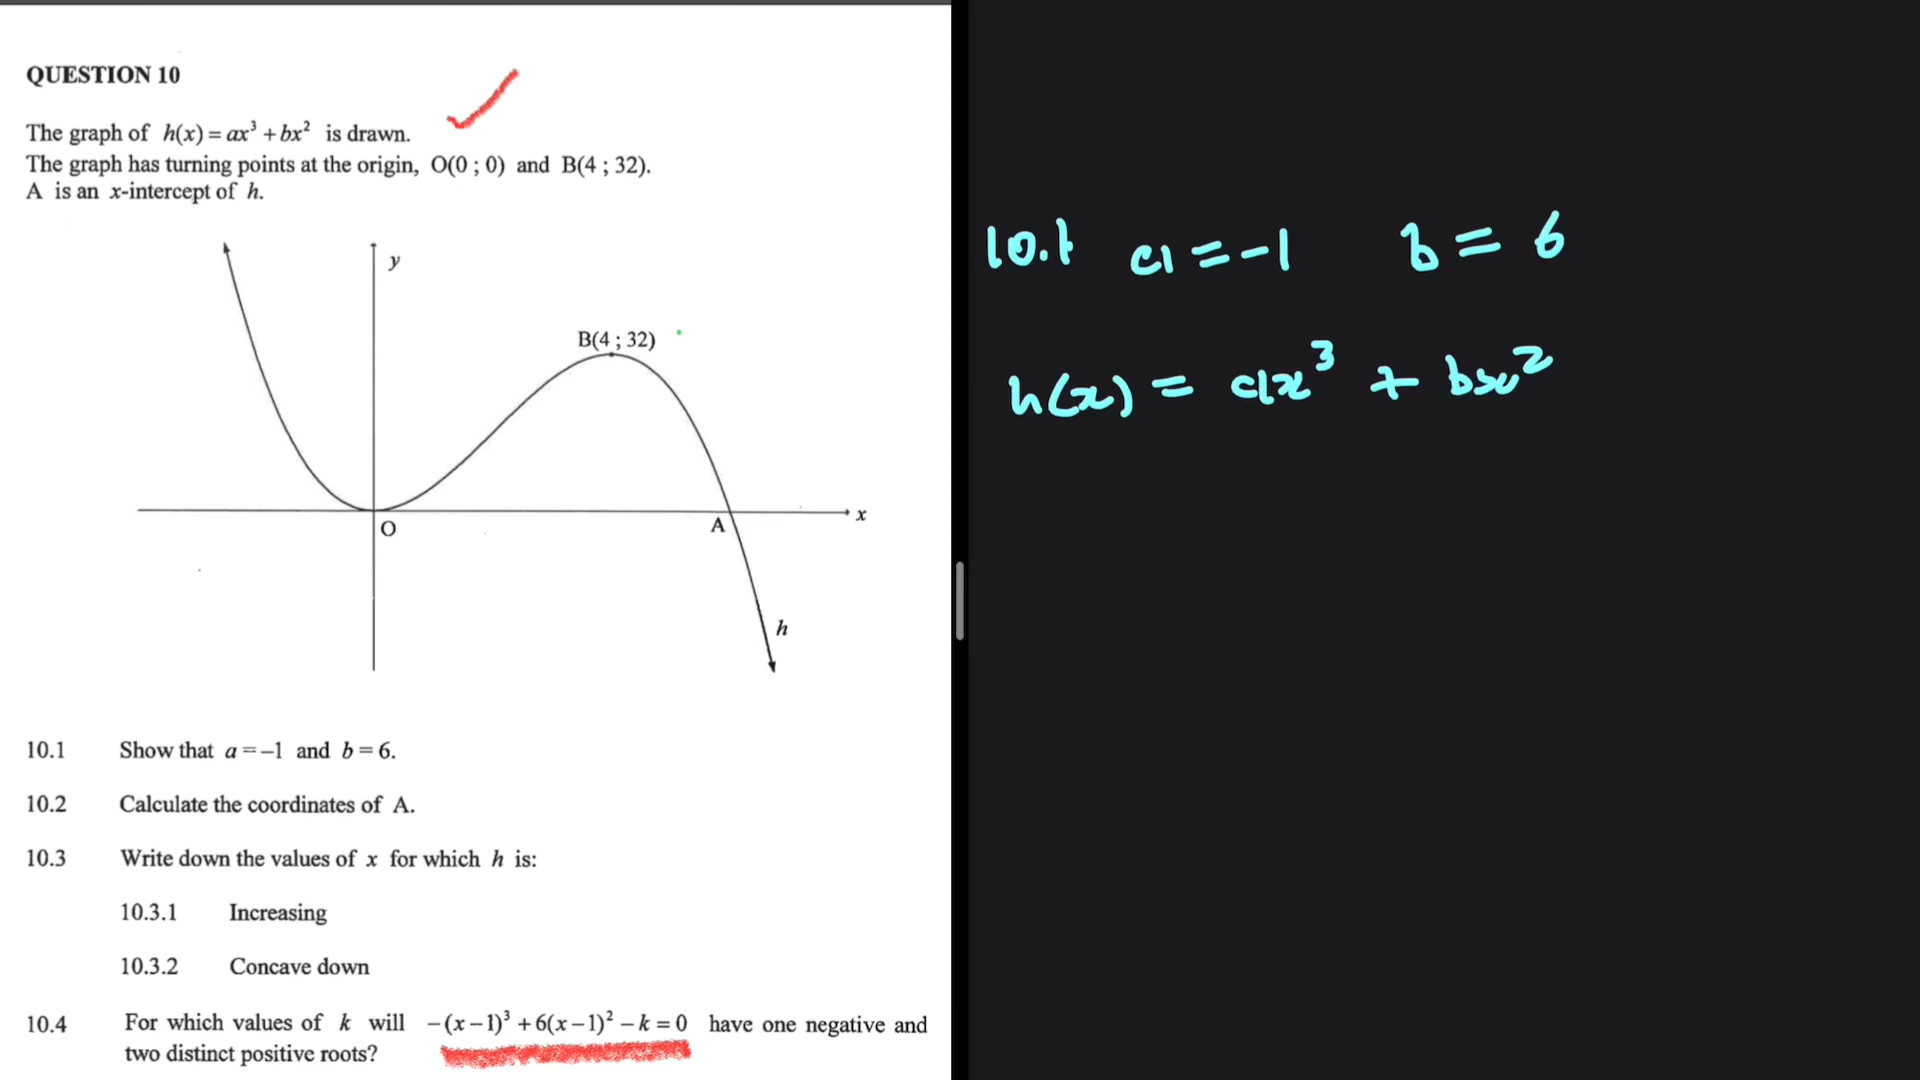 QUESTION 10
The graph of h(x) = ax³ + bx² is drawn.
The graph has turning points at the origin, O(0 ; 0) and B(4 ; 32).
A is an x-intercept of h.
y
B(4 ; 32)
x
O
A
h
10.1 Show that a = –1 and b = 6.
10.2 Calculate the coordinates of A.
10.3 Write down the values of x for which h is:
10.3.1 Increasing
10.3.2 Concave down
10.4 For which values of k will –(x–1)³ + 6(x–1)² – k = 0 have one negative and
two distinct positive roots?
10.1 a = -1 b = 6
h(x) = ax³ + bx²